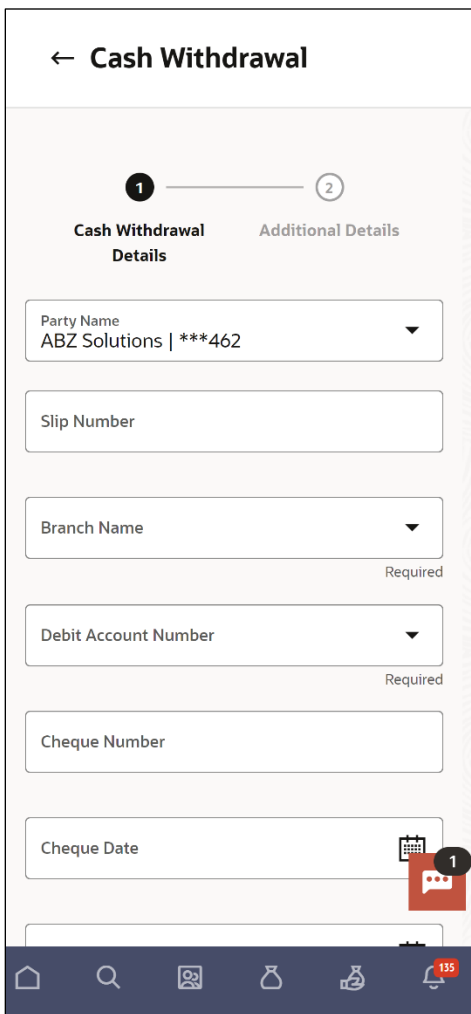 ← Cash Withdrawal
1
2
Cash Withdrawal
Details
Additional Details
Party Name
ABZ Solutions | ***462
Slip Number
Branch Name
Required
Debit Account Number
Required
Cheque Number
Cheque Date
1
135